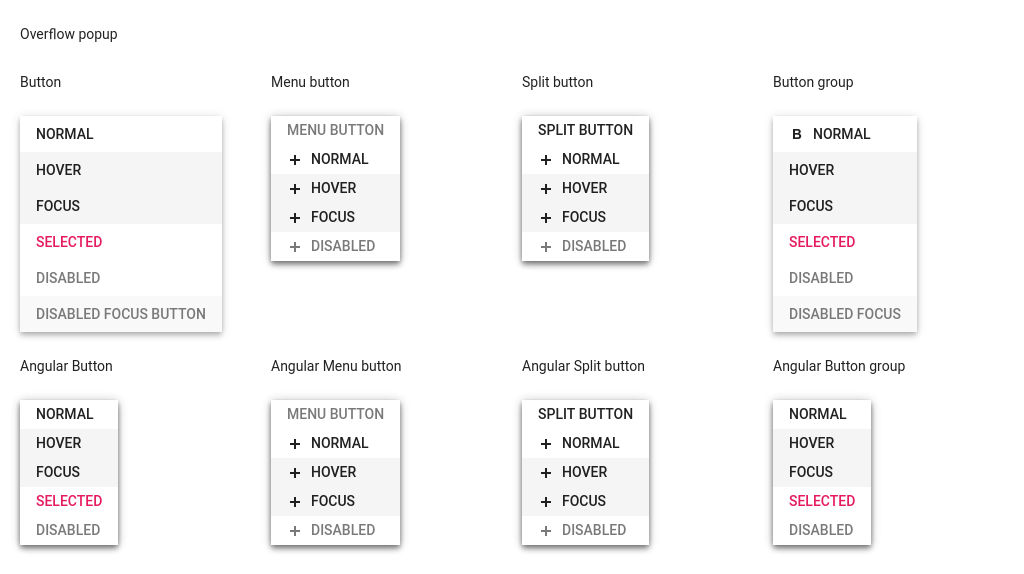 Overflow popup
Button
NORMAL
HOVER
FOCUS
SELECTED
DISABLED
DISABLED FOCUS BUTTON
Menu button
MENU BUTTON
+ NORMAL
+ HOVER
+ FOCUS
+ DISABLED
Split button
SPLIT BUTTON
+ NORMAL
+ HOVER
+ FOCUS
+ DISABLED
Button group
B NORMAL
HOVER
FOCUS
SELECTED
DISABLED
DISABLED FOCUS
Angular Button
NORMAL
HOVER
FOCUS
SELECTED
DISABLED
Angular Menu button
MENU BUTTON
+ NORMAL
+ HOVER
+ FOCUS
+ DISABLED
Angular Split button
SPLIT BUTTON
+ NORMAL
+ HOVER
+ FOCUS
+ DISABLED
Angular Button group
NORMAL
HOVER
FOCUS
SELECTED
DISABLED